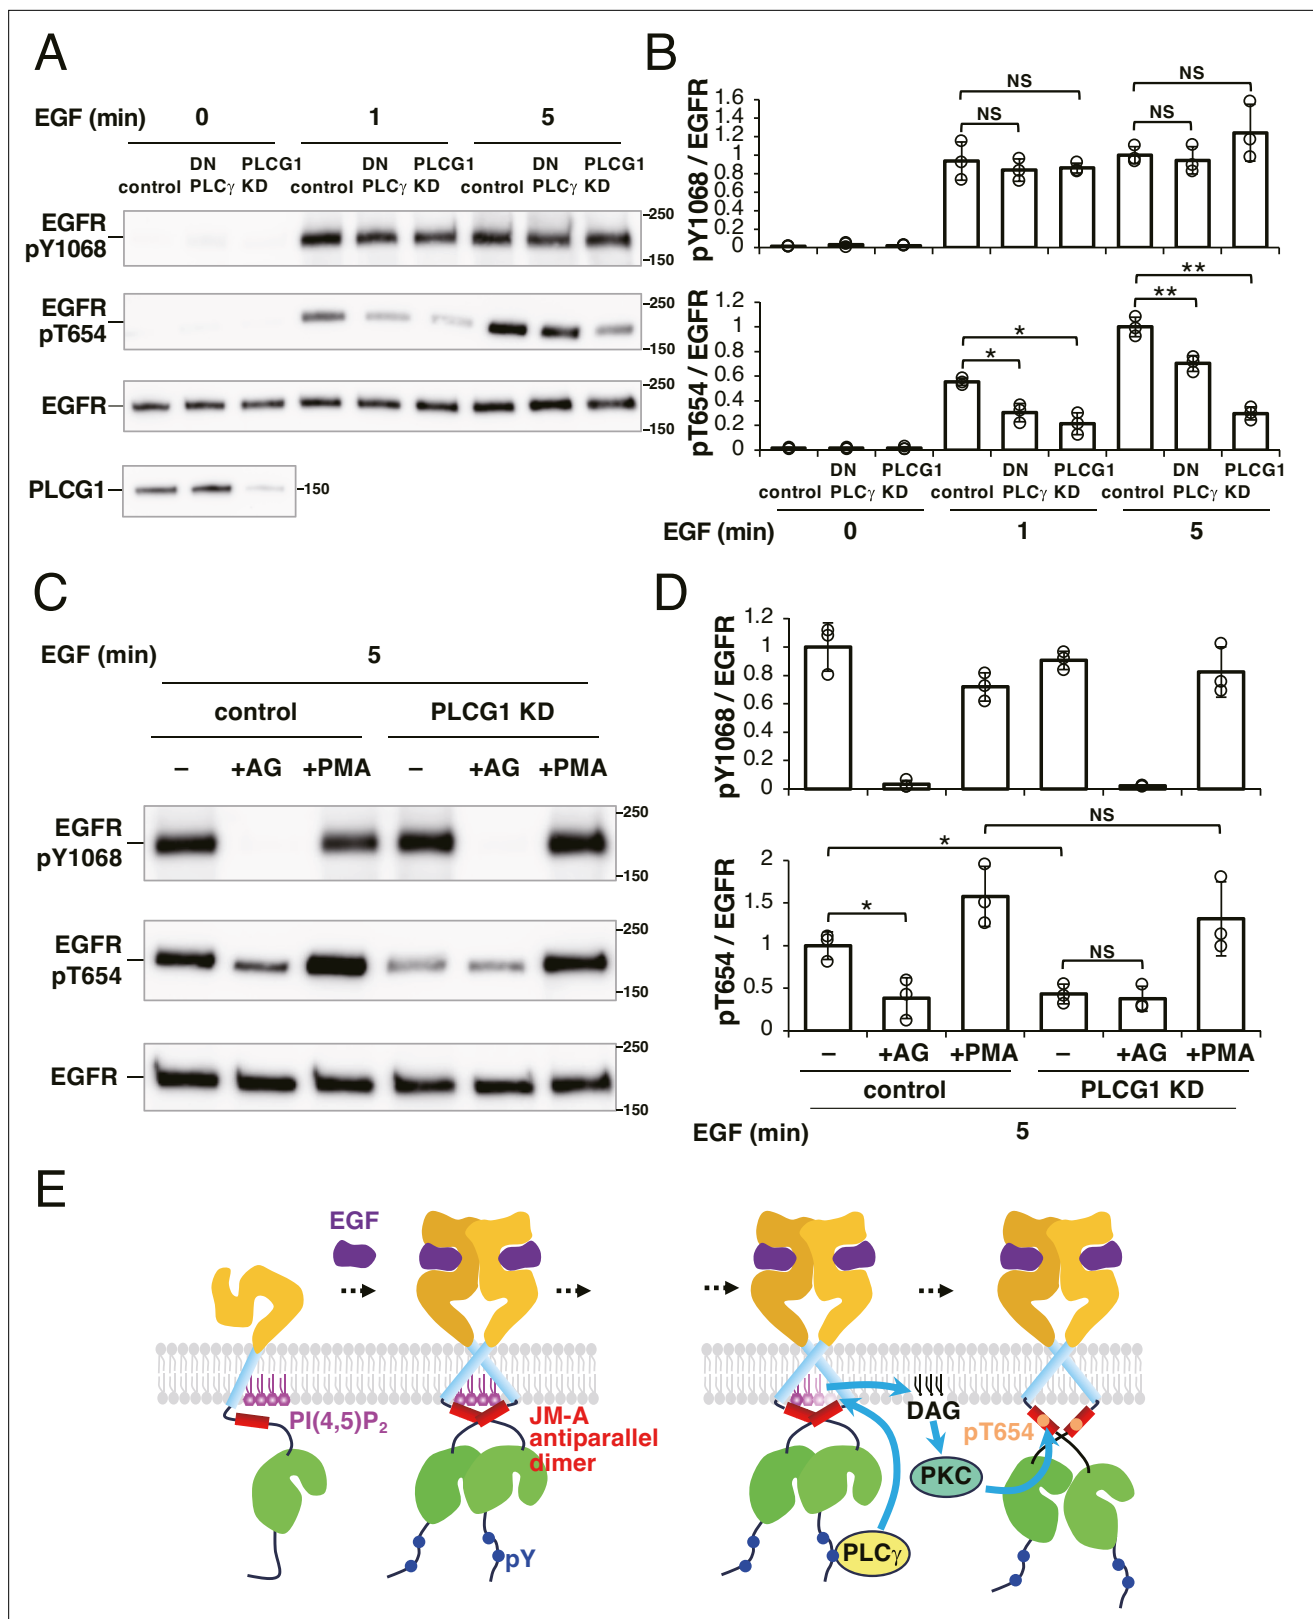 A
EGF (min) 0 1 5
control DN PLCγ PLCG1 KD control DN PLCγ PLCG1 KD control DN PLCγ PLCG1 KD
EGFR pY1068
250
150
EGFR pT654
250
150
EGFR
250
150
PLCG1
150
B
pY1068 / EGFR
1.6
1.4
1.2
1
0.8
0.6
0.4
0.2
0
NS
NS
NS
NS
pT654 / EGFR
1.2
1
0.8
0.6
0.4
0.2
0
*
*
**
**
control DN PLCγ PLCG1 KD control DN PLCγ PLCG1 KD control DN PLCγ PLCG1 KD
EGF (min) 0 1 5
C
EGF (min) 5
control PLCG1 KD
– +AG +PMA – +AG +PMA
EGFR pY1068
250
150
EGFR pT654
250
150
EGFR
250
150
D
pY1068 / EGFR
1.2
1
0.8
0.6
0.4
0.2
0
pT654 / EGFR
2
1.5
1
0.5
0
*
*
NS
NS
– +AG +PMA – +AG +PMA
control PLCG1 KD
EGF (min) 5
E
EGF
PI(4,5)P2
JM-A
antiparallel
dimer
pY
DAG
PKC
PLCγ
pT654